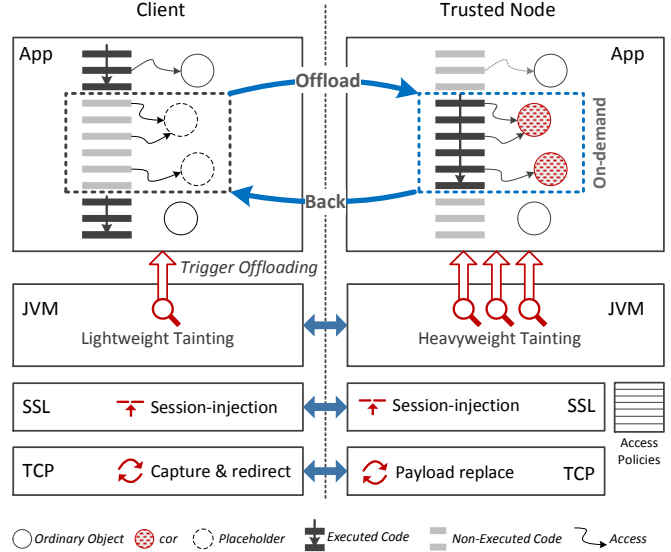 Client
Trusted Node
App
App
Offload
On-demand
Back
Trigger Offloading
JVM
Lightweight Tainting
JVM
Heavyweight Tainting
SSL
Session-injection
Session-injection
SSL
Access
Policies
TCP
Capture & redirect
Payload replace
TCP
Ordinary Object
cor
Placeholder
Executed Code
Non-Executed Code
Access